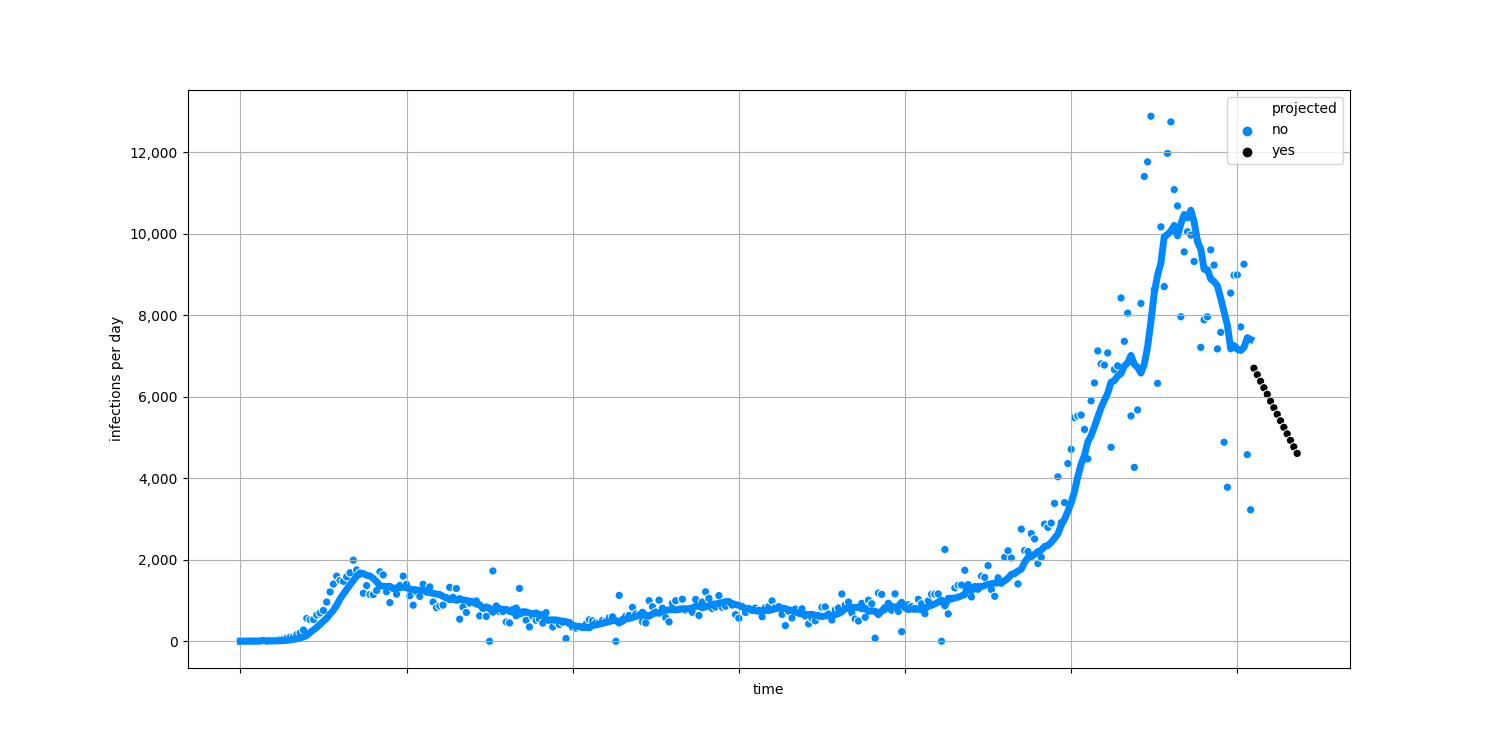 projected
no
yes
12,000
10,000
8,000
6,000
4,000
2,000
0
infections per day
time